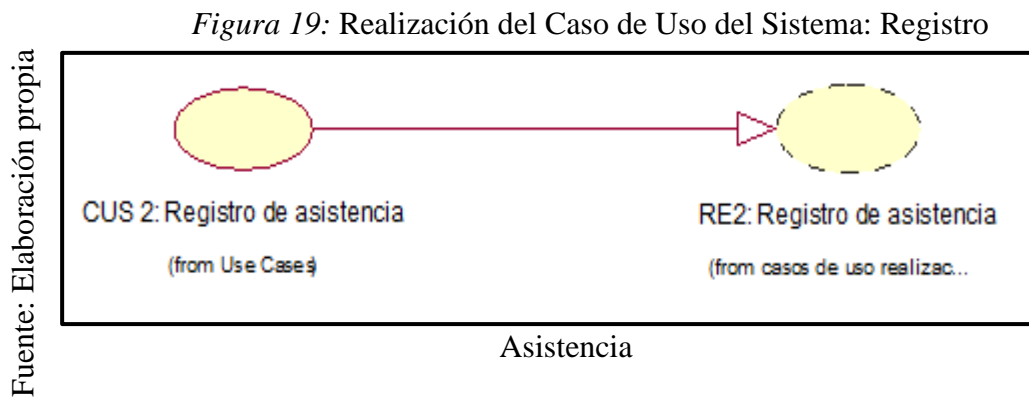 Figura 19: Realización del Caso de Uso del Sistema: Registro
Fuente: Elaboración propia
CUS 2: Registro de asistencia
(from Use Cases)
RE2: Registro de asistencia
(from casos de uso realizac...
Asistencia